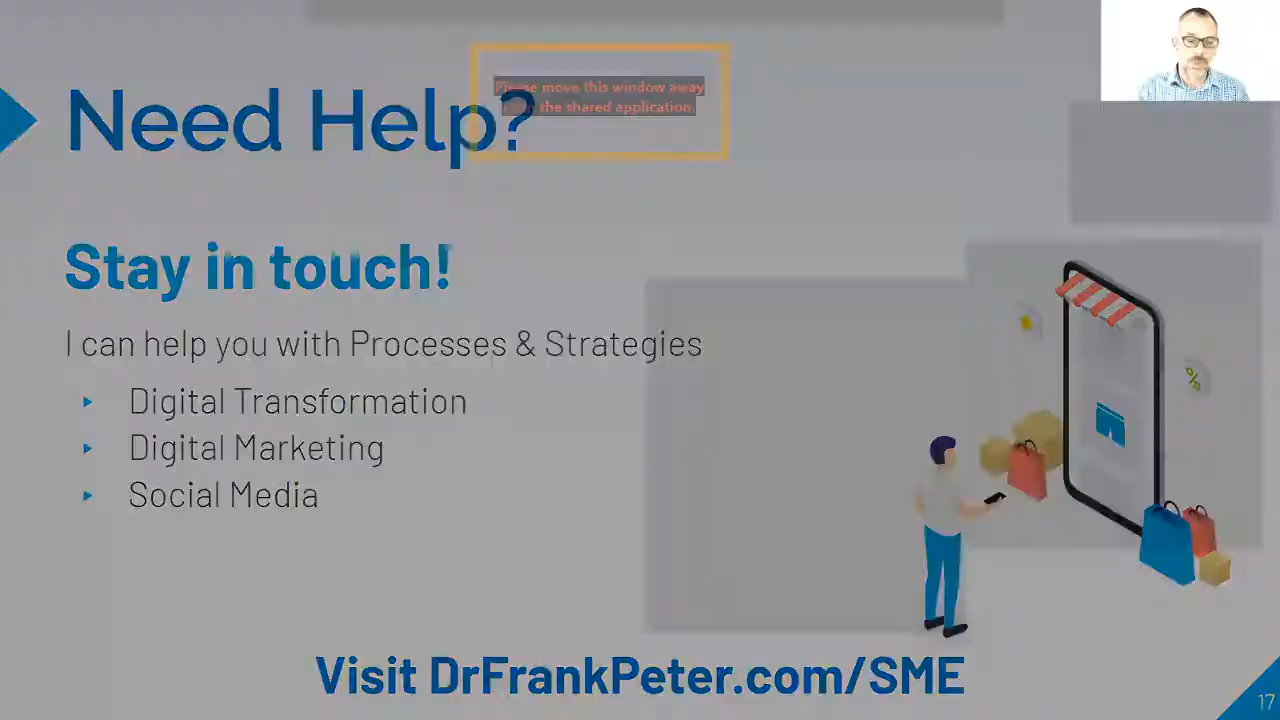 Need Help?
Please move this window away
the shared application.
Stay in touch!
I can help you with Processes & Strategies
Digital Transformation
Digital Marketing
Social Media
%
Visit DrFrankPeter.com/SME
17